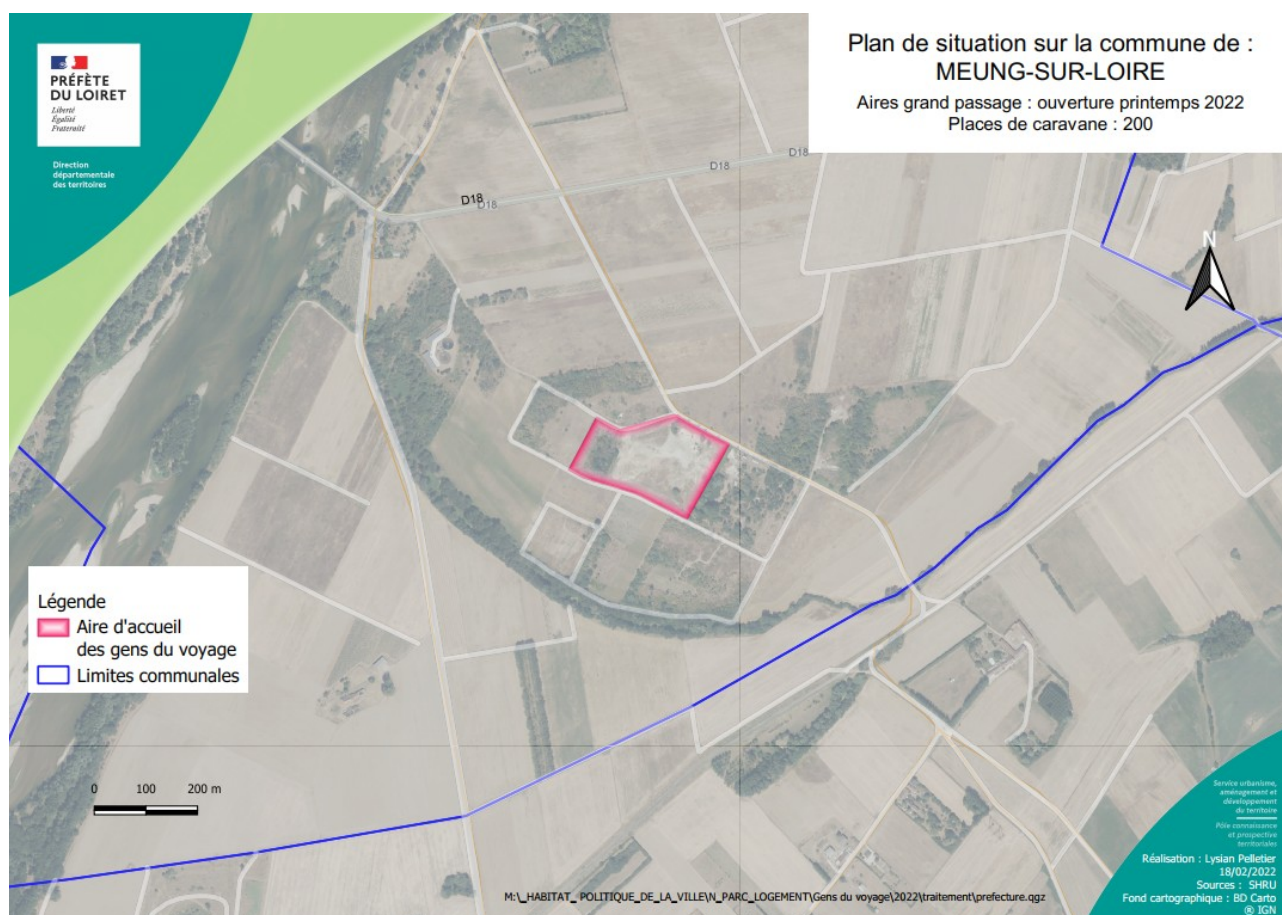 PRÉFÈTE
DU LOIRET
Liberté
Égalité
Fraternité
Direction
départementale
des territoires
Plan de situation sur la commune de :
MEUNG-SUR-LOIRE
Aires grand passage : ouverture printemps 2022
Places de caravane : 200
D18
D18
D18
D18
N
Légende
Aire d'accueil
des gens du voyage
Limites communales
0 100 200 m
Service urbanisme,
aménagement et
développement
du territoire
Pôle connaissance
et prospective
territoriales
Réalisation : Lysian Pelletier
18/02/2022
Sources : SHRU
Fond cartographique : BD Carto
® IGN
M:\_HABITAT_ POLITIQUE_DE_LA_VILLE\N_PARC_LOGEMENT\Gens du voyage\2022\traitement\prefecture.qgz